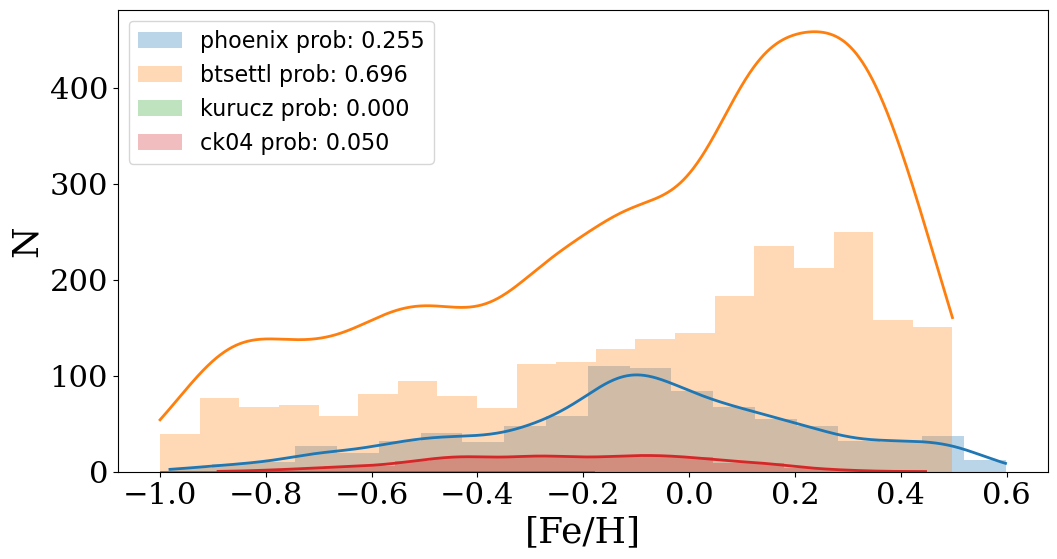 phoenix prob: 0.255
btsettl prob: 0.696
kurucz prob: 0.000
ck04 prob: 0.050
400
300
200
100
0
N
−1.0 −0.8 −0.6 −0.4 −0.2 0.0 0.2 0.4 0.6
[Fe/H]